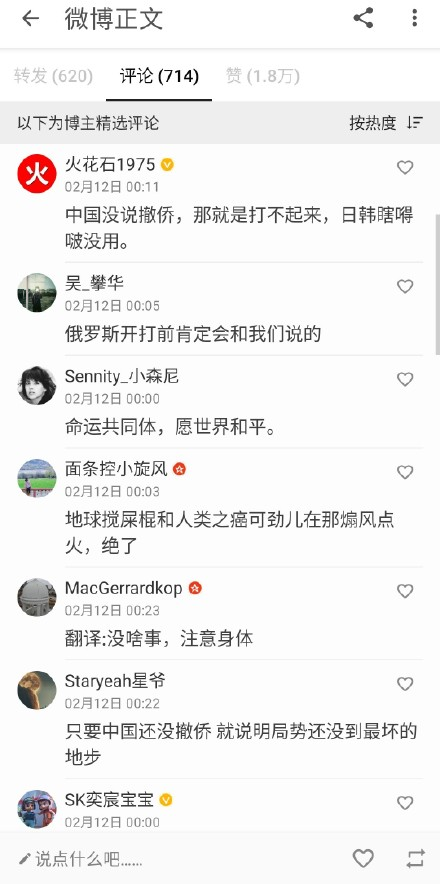 微博正文
转发 (620) 评论 (714) 赞 (1.8万)
以下为博主精选评论 按热度
火
火花石1975
02月12日 00:11
中国没说撤侨，那就是打不起来，日韩瞎嘚
啵没用。
吴_攀华
02月12日 00:05
俄罗斯开打前肯定会和我们说的
Sennity_小森尼
02月12日 00:00
命运共同体，愿世界和平。
面条控小旋风
02月12日 00:03
地球搅屎棍和人类之癌可劲儿在那煽风点
火，绝了
MacGerrardkop
02月12日 00:23
翻译:没啥事，注意身体
Staryeah星爷
02月12日 00:22
只要中国还没撤侨 就说明局势还没到最坏的
地步
SK奕宸宝宝
02月12日 00:00
说点什么吧......